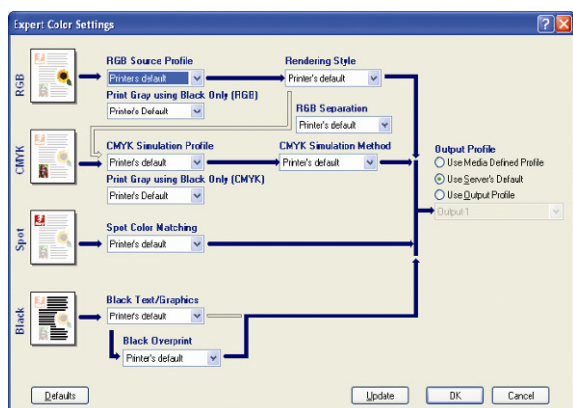 Expert Color Settings
RGB
RGB Source Profile
Printers default
Rendering Style
Printer's default
Print Gray using Black Only (RGB)
Printer's Default
RGB Separation
Printer's default
CMYK
CMYK Simulation Profile
Printer's default
CMYK Simulation Method
Printer's default
Print Gray using Black Only (CMYK)
Printer's Default
Output Profile
Use Media Defined Profile
Use Server's Default
Use Output Profile
Output 1
Spot
Spot Color Matching
Printer's default
Black
Black Text/Graphics
Printer's default
Black Overprint
Printer's default
Defaults
Update
OK
Cancel